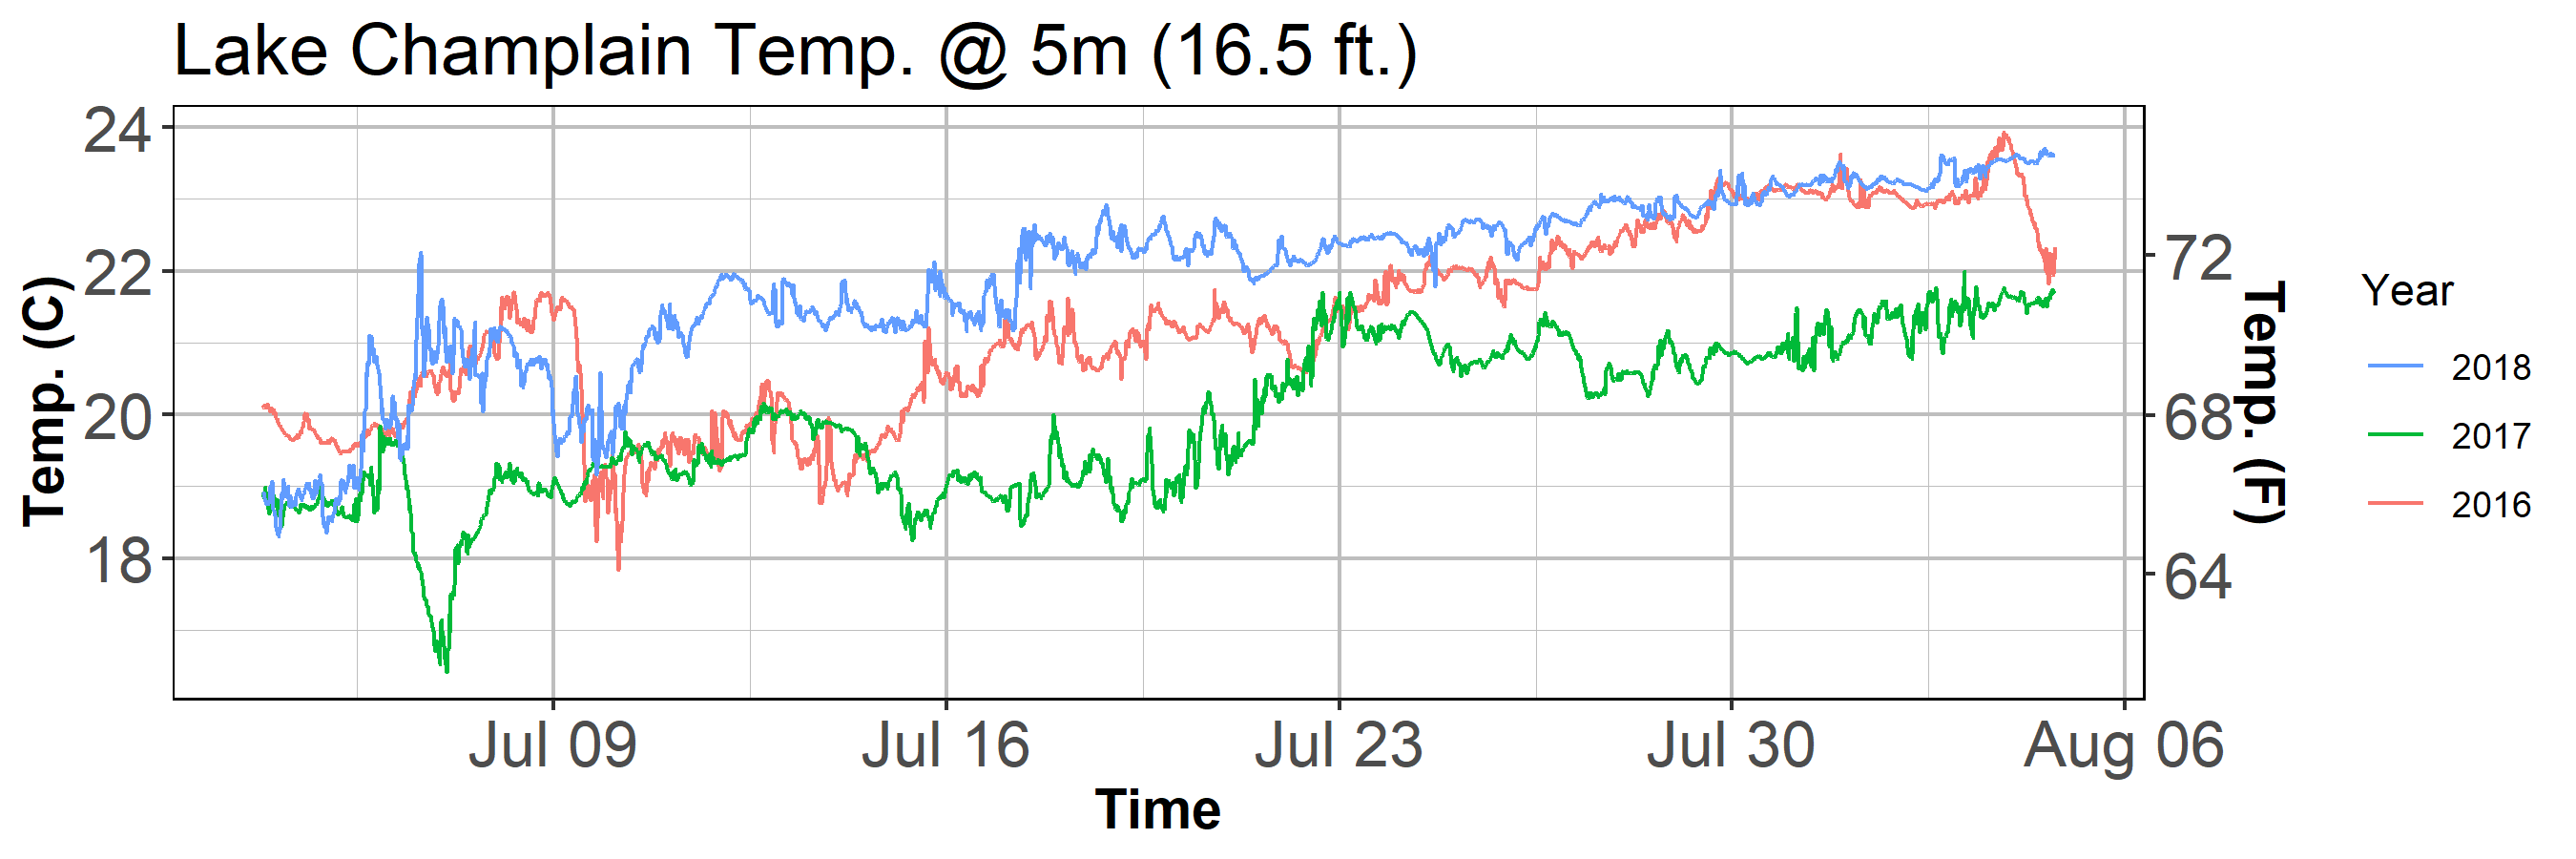 Lake Champlain Temp. @ 5m (16.5 ft.)
24
22
20
18
Temp. (C)
72
68
64
Temp. (F)
Jul 09
Jul 16
Jul 23
Jul 30
Aug 06
Time
Year
2018
2017
2016